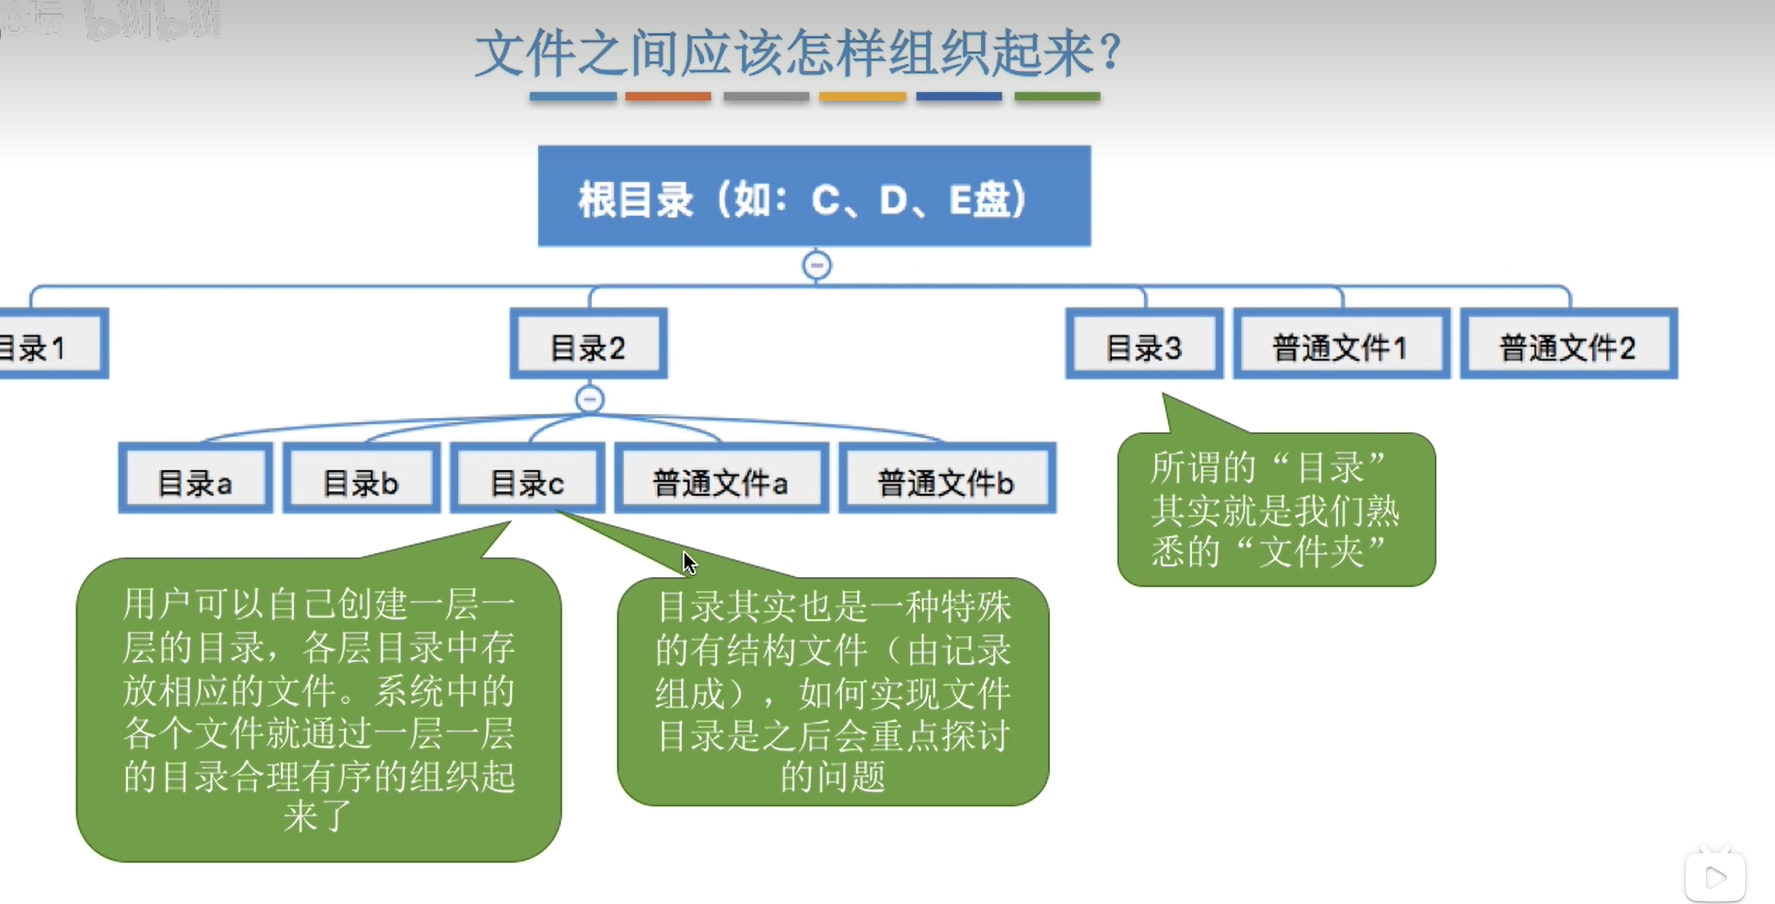 文件之间应该怎样组织起来？
根目录（如：C、D、E盘）
目录1
目录2
目录3
普通文件1
普通文件2
目录a
目录b
目录c
普通文件a
普通文件b
所谓的“目录”
其实就是我们熟
悉的“文件夹”
用户可以自己创建一层一
层的目录，各层目录中存
放相应的文件。系统中的
各个文件就通过一层一层
的目录合理有序的组织起
来了
目录其实也是一种特殊
的有结构文件（由记录
组成），如何实现文件
目录是之后会重点探讨
的问题